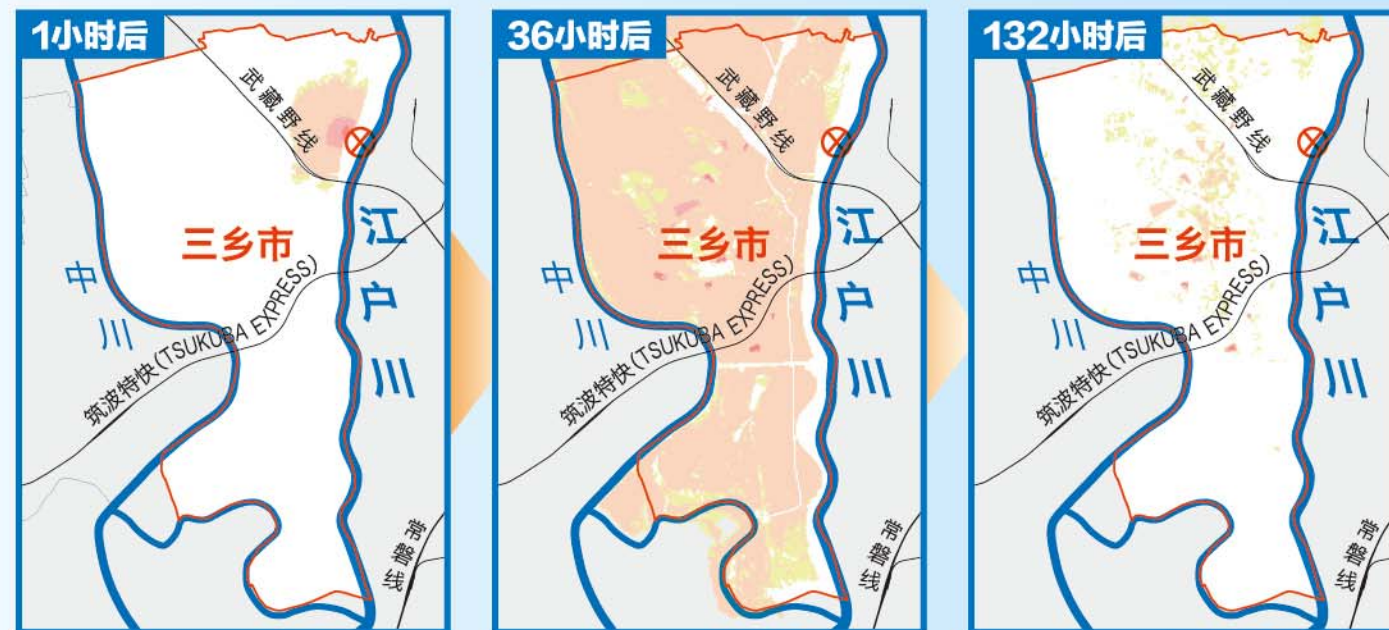 1小时后
武藏野线
三乡市
江户川
中川
筑波特快(TSUKUBA EXPRESS)
常磐线
36小时后
武藏野线
三乡市
江户川
中川
筑波特快(TSUKUBA EXPRESS)
常磐线
132小时后
武藏野线
三乡市
江户川
中川
筑波特快(TSUKUBA EXPRESS)
常磐线